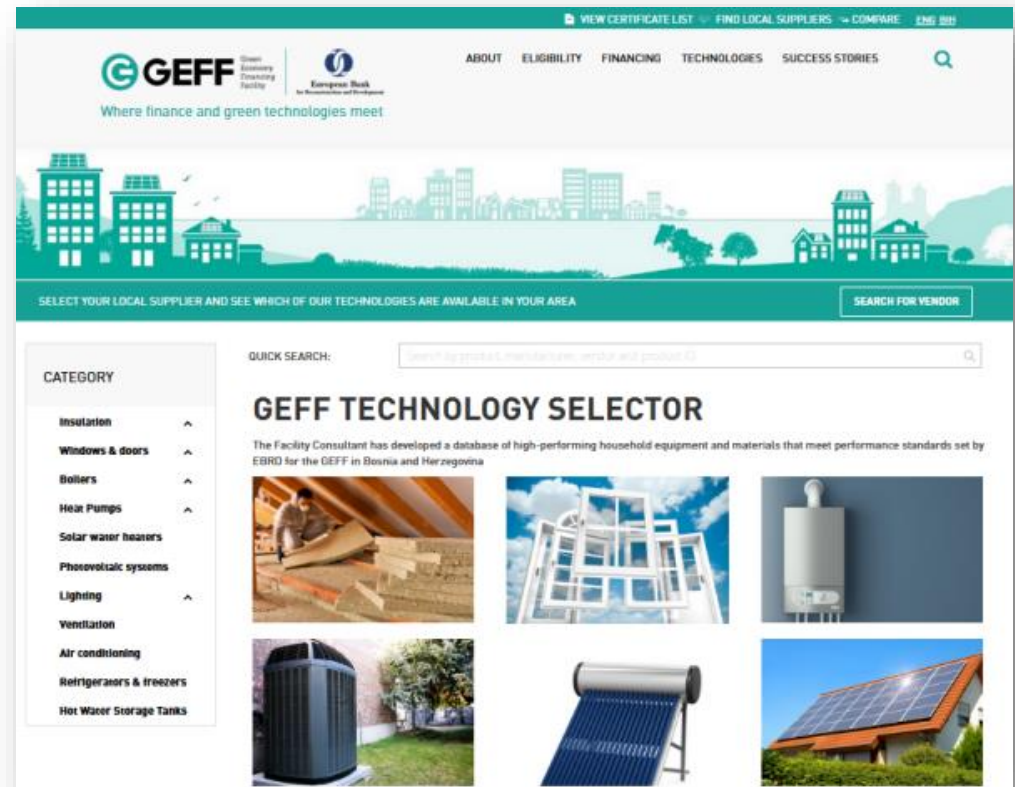 VIEW CERTIFICATE LIST FIND LOCAL SUPPLIERS COMPARE ENG BIH
GEFF Green Economy Financing Facility
European Bank
for Reconstruction and Development
Where finance and green technologies meet
ABOUT ELIGIBILITY FINANCING TECHNOLOGIES SUCCESS STORIES
SELECT YOUR LOCAL SUPPLIER AND SEE WHICH OF OUR TECHNOLOGIES ARE AVAILABLE IN YOUR AREA
SEARCH FOR VENDOR
CATEGORY
Insulation
Windows & doors
Boilers
Heat Pumps
Solar water heaters
Photovoltaic systems
Lighting
Ventilation
Air conditioning
Refrigerators & freezers
Hot Water Storage Tanks
QUICK SEARCH:
Search by product, manufacturer, vendor and product ID
GEFF TECHNOLOGY SELECTOR
The Facility Consultant has developed a database of high-performing household equipment and materials that meet performance standards set by
EBRD for the GEFF in Bosnia and Herzegovina